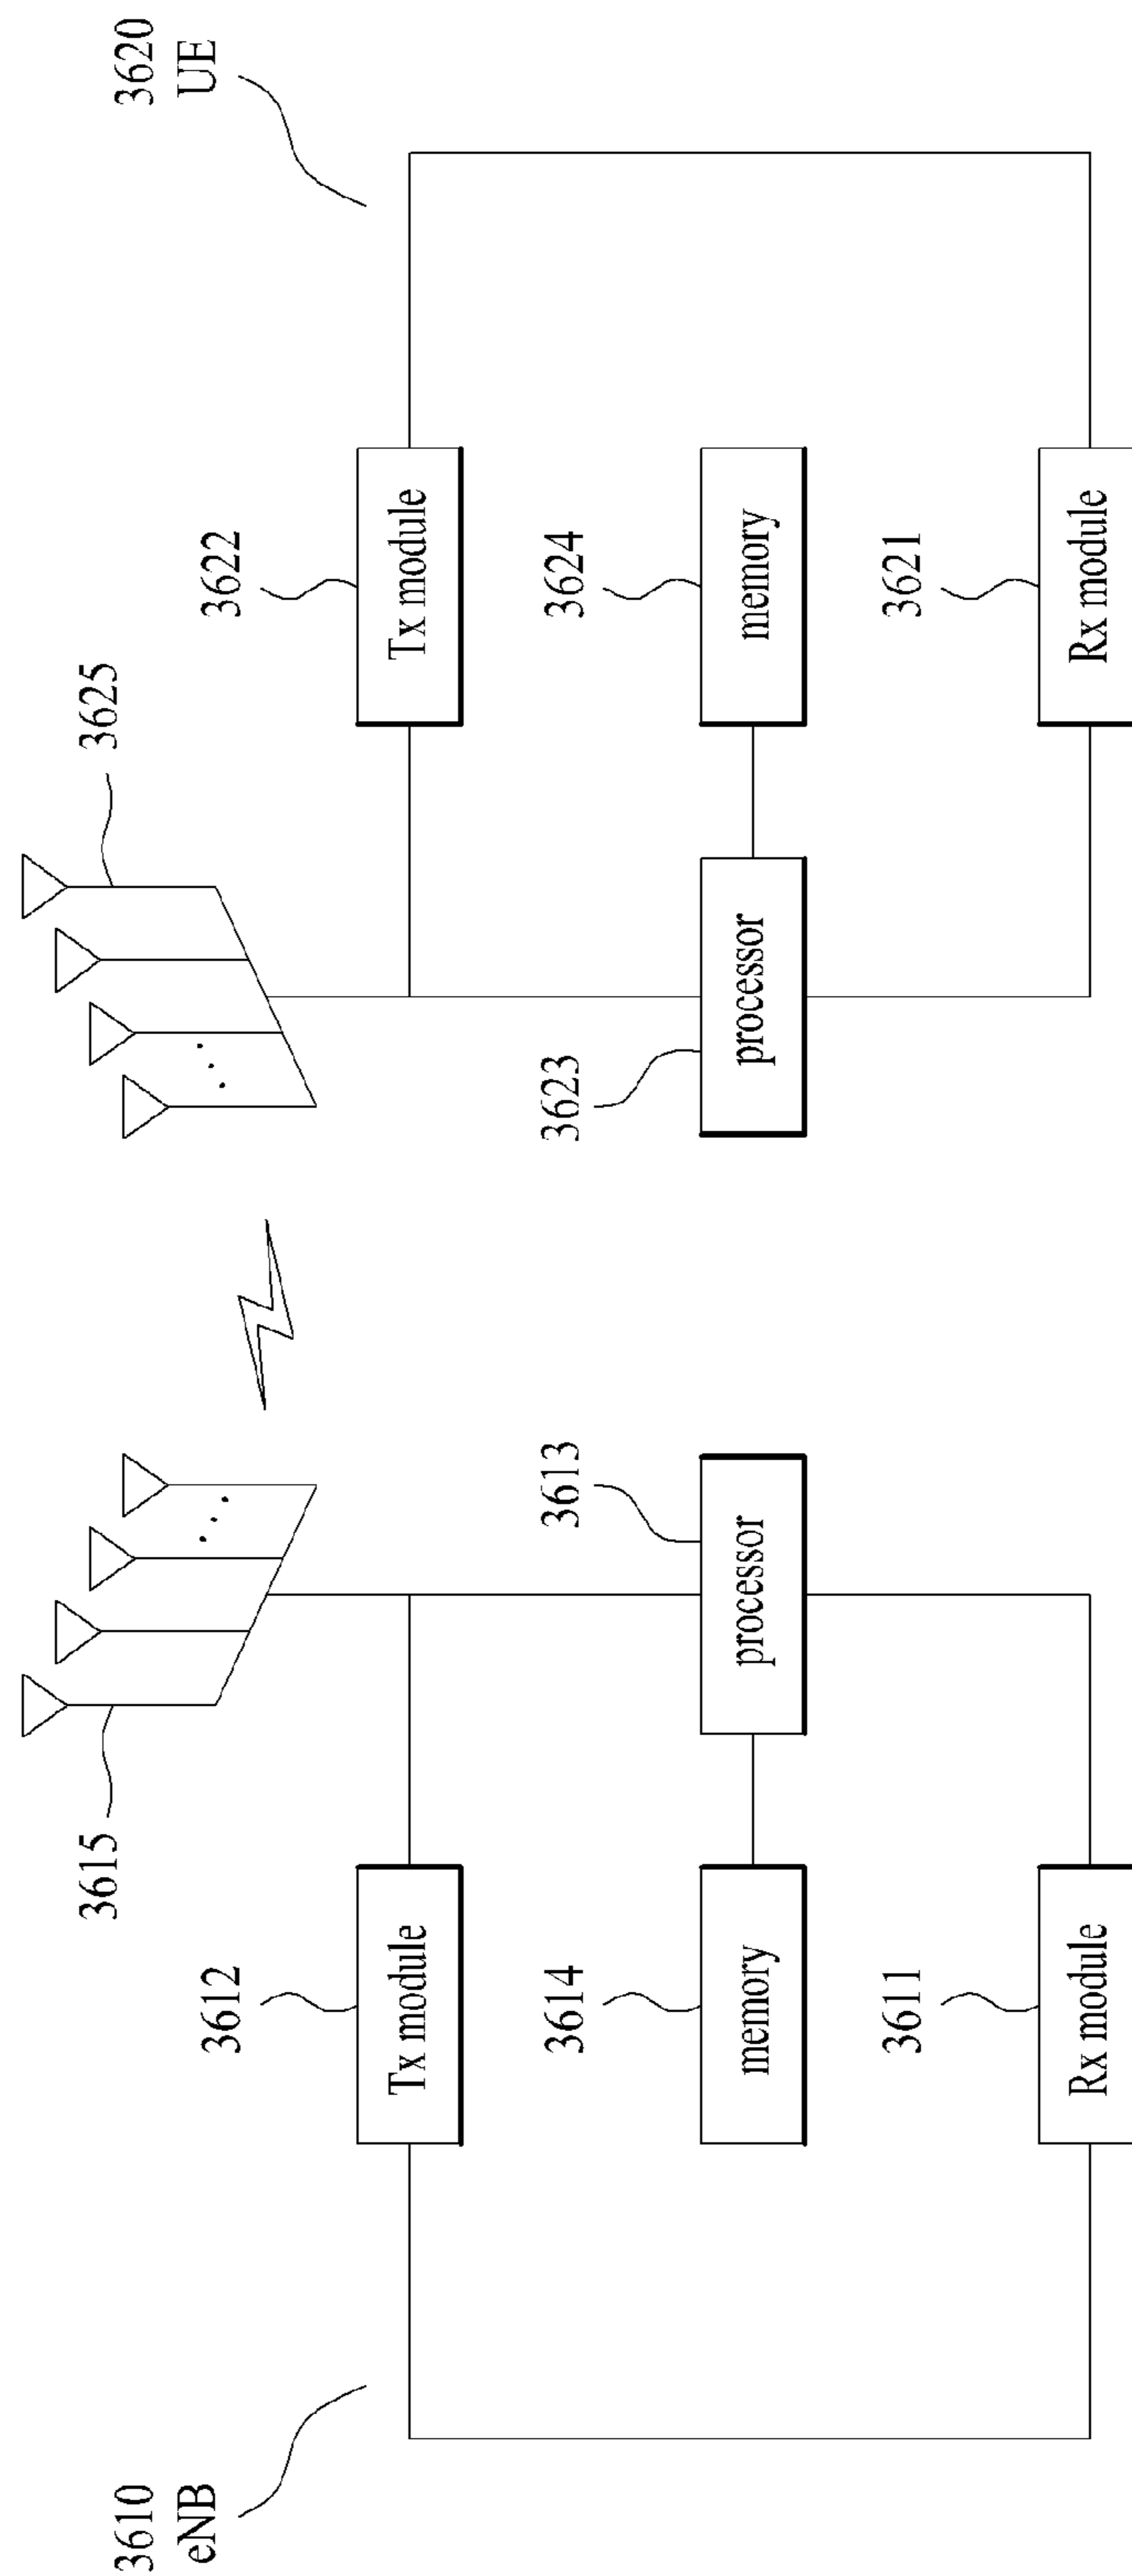 3610
eNB
3615
3612
Tx module
3613
processor
3614
memory
3611
Rx module
3620
UE
3625
3622
Tx module
3623
processor
3624
memory
3621
Rx module